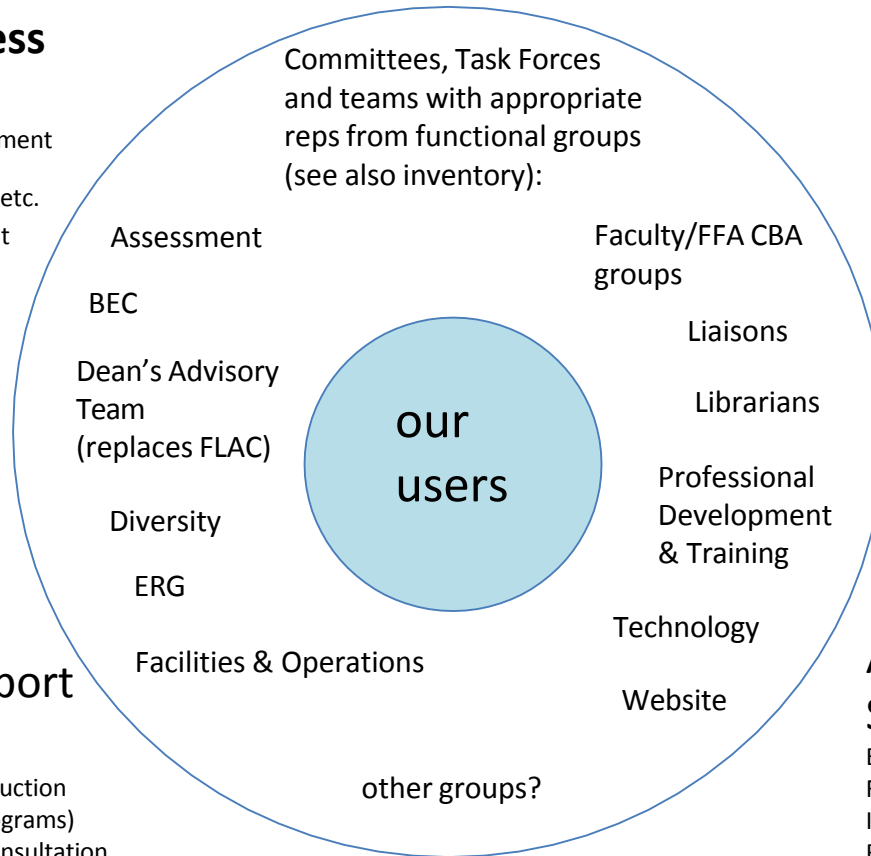 ess
ment
etc.
t
Committees, Task Forces
and teams with appropriate
reps from functional groups
(see also inventory):
Assessment
BEC
Dean’s Advisory
Team
(replaces FLAC)
Diversity
ERG
Facilities & Operations
our
users
Faculty/FFA CBA
groups
Liaisons
Librarians
Professional
Development
& Training
Technology
Website
other groups?
port
uction
grams)
nsultation